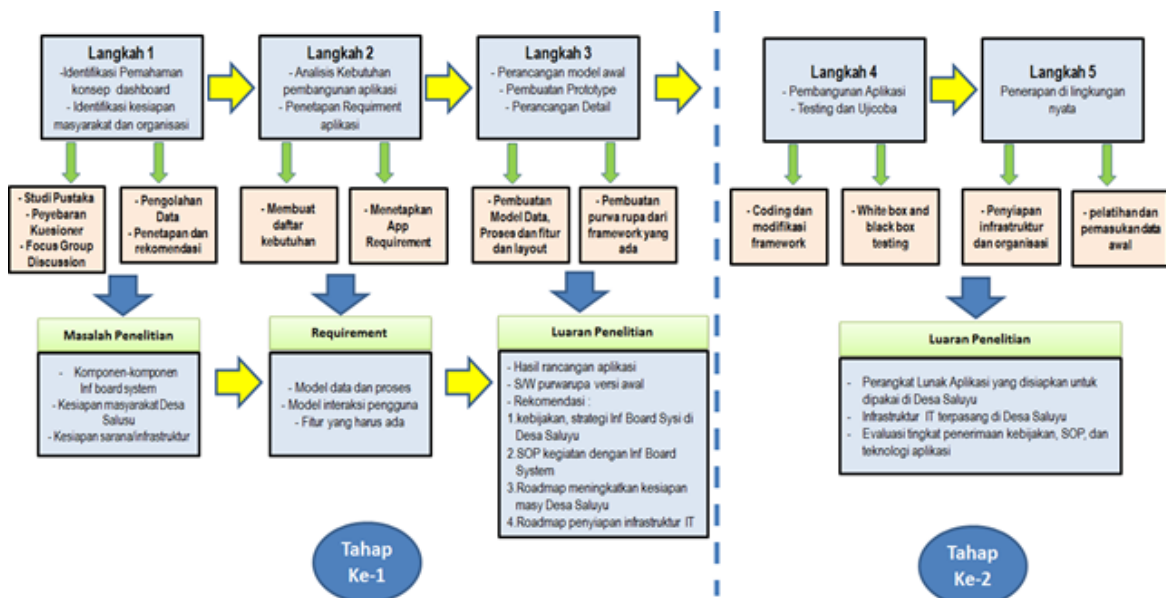 Langkah 1
-Identifikasi Pemahaman
konsep dashboard
- Identifikasi kesiapan
masyarakat dan organisasi
Langkah 2
- Analisis Kebutuhan
pembangunan aplikasi
- Penetapan Requirment
aplikasi
Langkah 3
- Perancangan model awal
- Pembuatan Prototype
- Perancangan Detail
Langkah 4
- Pembangunan Aplikasi
- Testing dan Ujicoba
Langkah 5
Penerapan di lingkungan
nyata
- Studi Pustaka
- Peyebaran
Kuesioner
- Focus Group
Discussion
- Pengolahan
Data
- Penetapan dan
rekomendasi
- Membuat
daftar
kebutuhan
- Menetapkan
App
Requirement
- Pembuatan
Model Data,
Proses dan fitur
dan layout
- Pembuatan
purwa rupa dari
framework yang
ada
- Coding dan
modifikasi
framework
- White box and
black box
testing
- Penyiapan
infrastruktur
dan organisasi
- pelatihan dan
pemasukan data
awal
Masalah Penelitian
- Komponen-komponen
Inf board system
- Kesiapan masyarakat Desa
Salusu
- Kesiapan sarana/infrastruktur
Requirement
- Model data dan proses
- Model interaksi pengguna
- Fitur yang harus ada
Luaran Penelitian
- Hasil rancangan aplikasi
- S/W purwarupa versi awal
- Rekomendasi :
1.kebijakan, strategi Inf Board Sysi di
Desa Saluyu
2.SOP kegiatan dengan Inf Board
System
3.Roadmap meningkatkan kesiapan
masy Desa Saluyu
4.Roadmap penyiapan infrastruktur IT
Luaran Penelitian
- Perangkat Lunak Aplikasi yang disiapkan untuk
dipakai di Desa Saluyu
- Infrastruktur IT terpasang di Desa Saluyu
- Evaluasi tingkat penerimaan kebijakan, SOP, dan
teknologi aplikasi
Tahap
Ke-1
Tahap
Ke-2